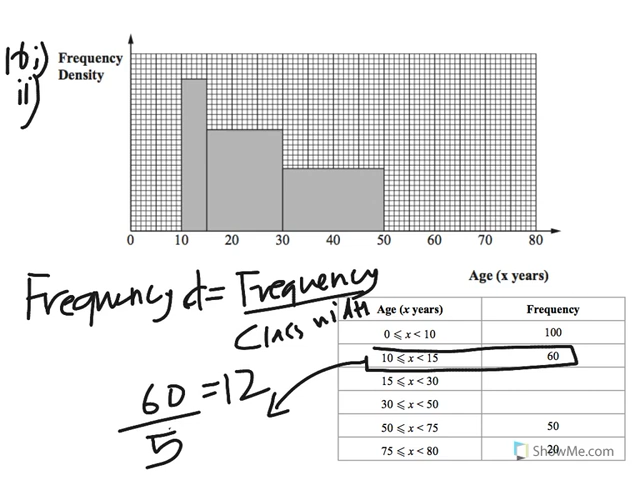 1b i)
ii)
Frequency
Density
0 10 20 30 40 50 60 70 80
Age (x years)
Frequency d = Frequency
Class width
Age (x years) Frequency
0 ⩽ x < 10 100
10 ⩽ x < 15 60
15 ⩽ x < 30
30 ⩽ x < 50
50 ⩽ x < 75 50
75 ⩽ x < 80 20
60 = 12
5
ShowMe.com